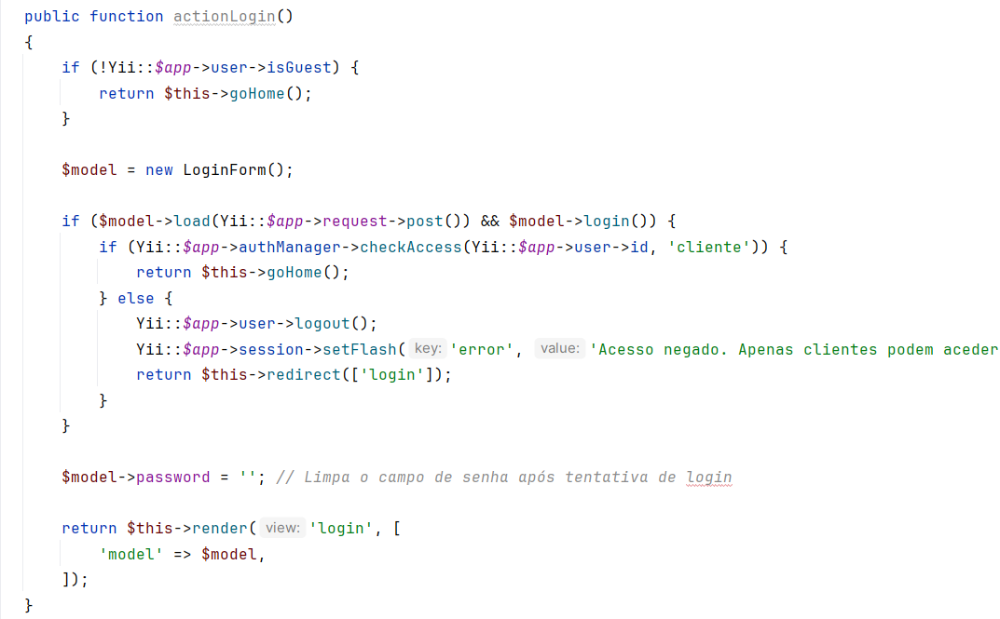 public function actionLogin()
{
    if (!Yii::$app->user->isGuest) {
        return $this->goHome();
    }

    $model = new LoginForm();

    if ($model->load(Yii::$app->request->post()) && $model->login()) {
        if (Yii::$app->authManager->checkAccess(Yii::$app->user->id, 'cliente')) {
            return $this->goHome();
        } else {
            Yii::$app->user->logout();
            Yii::$app->session->setFlash( key: 'error', value: 'Acesso negado. Apenas clientes podem aceder
            return $this->redirect(['login']);
        }
    }

    $model->password = ''; // Limpa o campo de senha após tentativa de login

    return $this->render( view: 'login', [
        'model' => $model,
    ]);
}